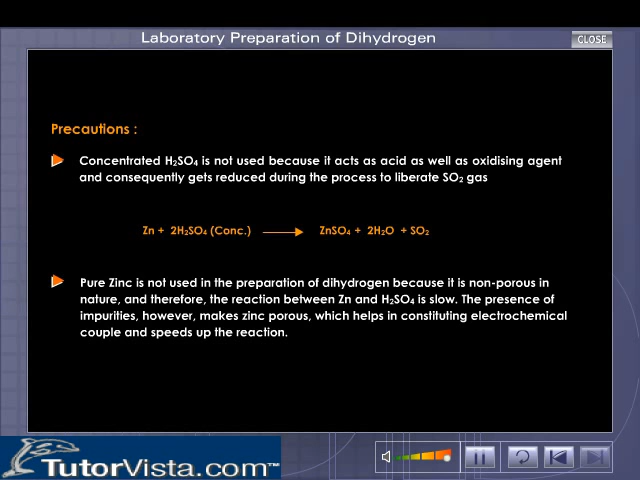 Laboratory Preparation of Dihydrogen
CLOSE
Precautions :
Concentrated H₂SO₄ is not used because it acts as acid as well as oxidising agent
and consequently gets reduced during the process to liberate SO₂ gas
Zn + 2H₂SO₄ (Conc.) → ZnSO₄ + 2H₂O + SO₂
Pure Zinc is not used in the preparation of dihydrogen because it is non-porous in
nature, and therefore, the reaction between Zn and H₂SO₄ is slow. The presence of
impurities, however, makes zinc porous, which helps in constituting electrochemical
couple and speeds up the reaction.
TutorVista.com™